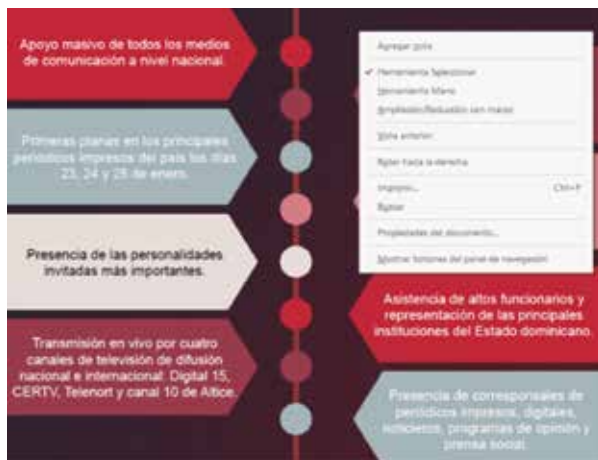 Apoyo masivo de todos los medios
de comunicación a nivel nacional.
Primeras planas en los principales
periódicos impresos del país los días
23, 24 y 25 de enero.
Presencia de las personalidades
invitadas más importantes.
Transmisión en vivo por cuatro
canales de televisión de difusión
nacional e internacional: Digital 15,
CERTV, Telenort y canal 10 de Altice.
Agregar nota
Herramienta Seleccionar
Herramienta Mano
Ampliación/Reducción con marco
Vista anterior
Rotar hacia la derecha
Imprimir... Ctrl+P
Buscar
Propiedades del documento...
Mostrar botones del panel de navegación
Asistencia de altos funcionarios y
representación de las principales
instituciones del Estado dominicano.
Presencia de corresponsales de
periódicos impresos, digitales,
noticieros, programas de opinión y
prensa social.